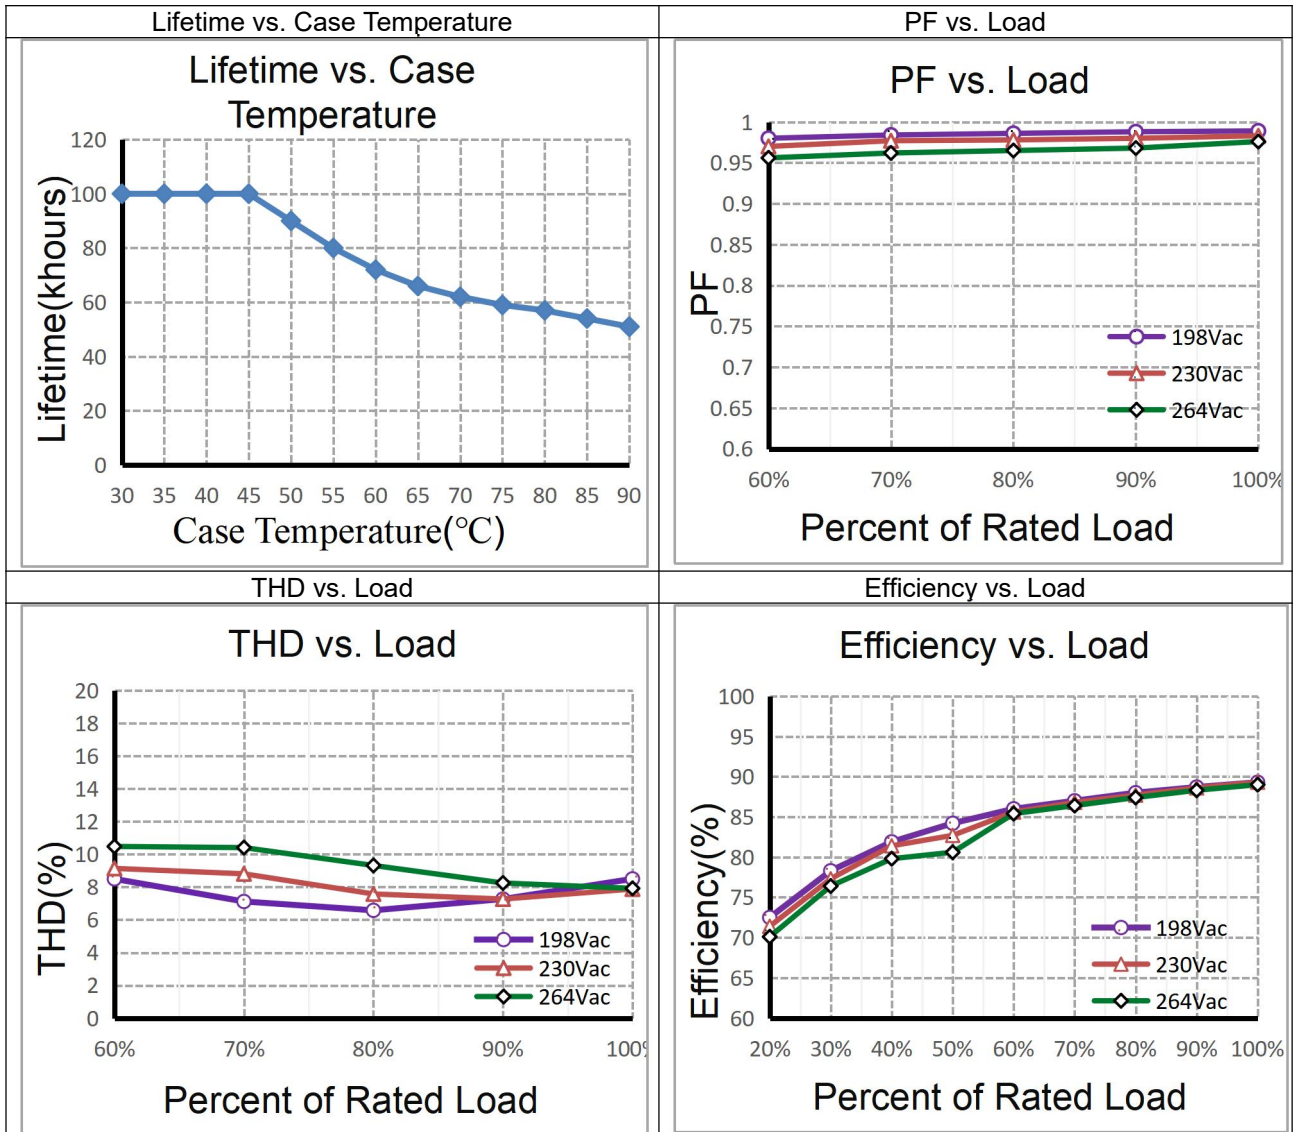 Lifetime vs. Case Temperature
PF vs. Load
Lifetime vs. Case
Temperature
120
100
80
60
40
20
0
Lifetime(khours)
30 35 40 45 50 55 60 65 70 75 80 85 90
Case Temperature(°C)
PF vs. Load
1
0.95
0.9
0.85
0.8
0.75
0.7
0.65
0.6
PF
198Vac
230Vac
264Vac
60% 70% 80% 90% 100%
Percent of Rated Load
THD vs. Load
Efficiency vs. Load
THD vs. Load
20
18
16
14
12
10
8
6
4
2
0
THD(%)
198Vac
230Vac
264Vac
60% 70% 80% 90% 100%
Percent of Rated Load
Efficiency vs. Load
100
95
90
85
80
75
70
65
60
Efficiency(%)
198Vac
230Vac
264Vac
20% 30% 40% 50% 60% 70% 80% 90% 100%
Percent of Rated Load